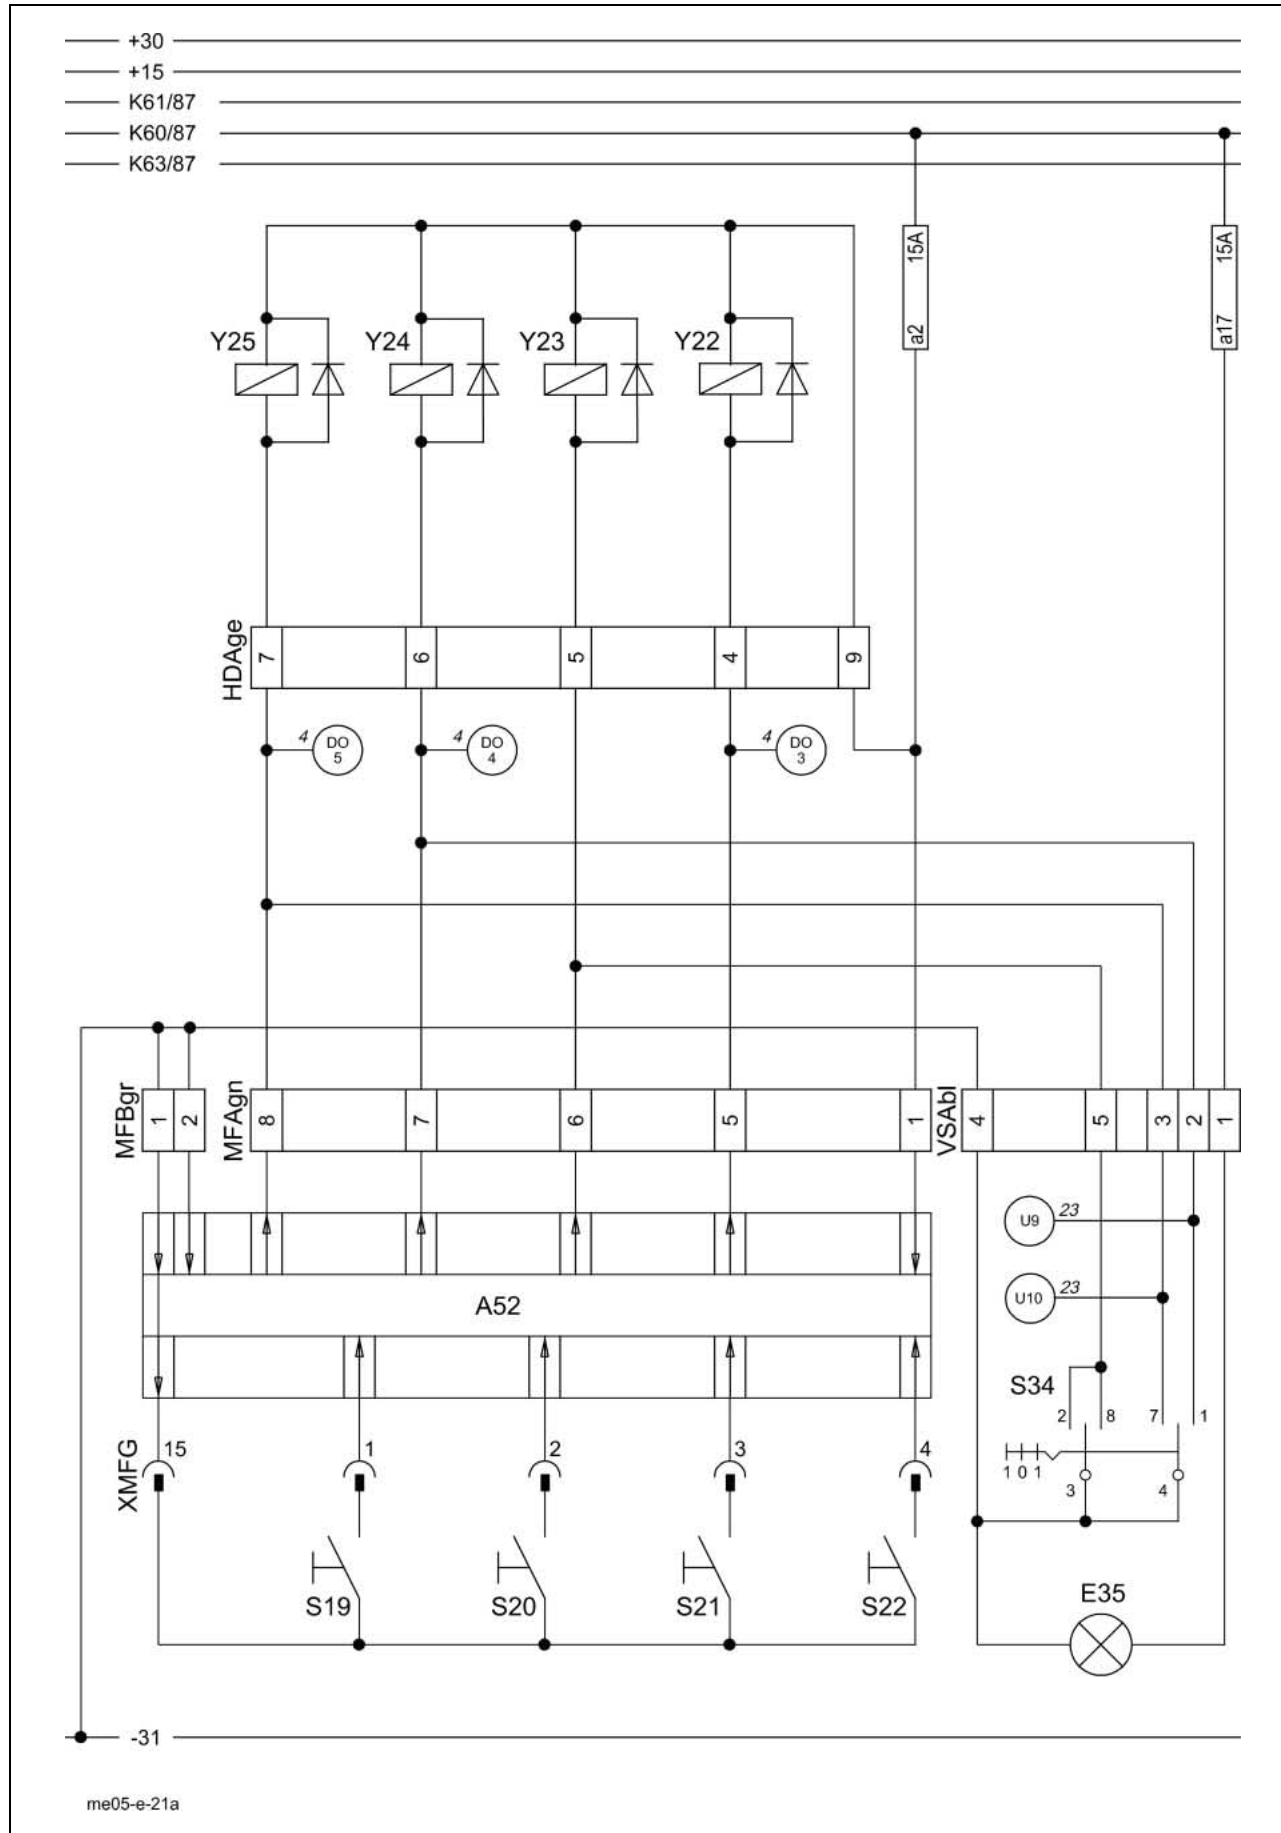 +30
+15
K61/87
K60/87
K63/87
15A 15A
a2 a17
Y25 Y24 Y23 Y22
HDAge 7 6 5 4 9
4 DO 5 4 DO 4 4 DO 3
MFBgr 1 2 MFAgn 8 7 6 5 1 VSAbl 4 5 3 2 1
U9 23
A52
U10 23
S34
2 8 7 1
XMFG 15 1 2 3 4
1 0 1 3 4
S19 S20 S21 S22 E35
-31
me05-e-21a